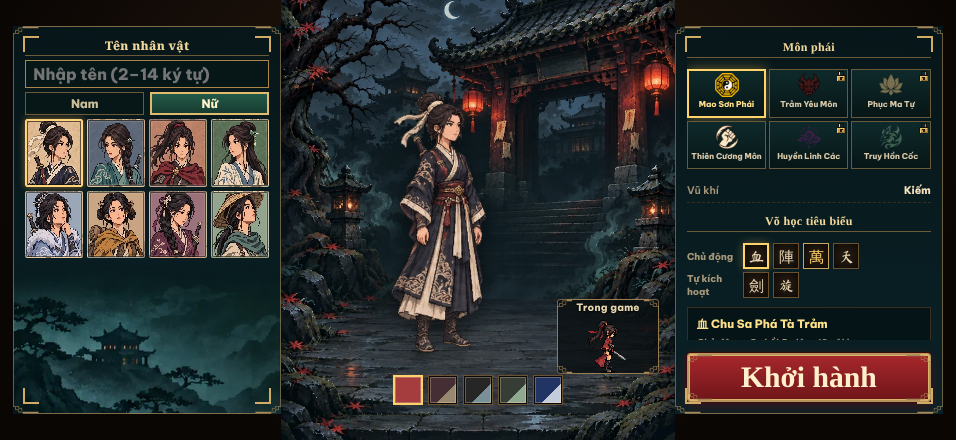 Tên nhân vật
Nhập tên (2–14 ký tự)
Nam
Nữ
Trong game
Môn phái
Mao Sơn Phái
Trảm Yêu Môn
Phục Ma Tự
Thiên Cương Môn
Huyền Linh Các
Truy Hồn Cốc
Vũ khí
Kiếm
Võ học tiêu biểu
Chủ động
血 陣 萬 天
Tự kích
hoạt
劍 旋
血 Chu Sa Phá Tà Trảm
Khởi hành